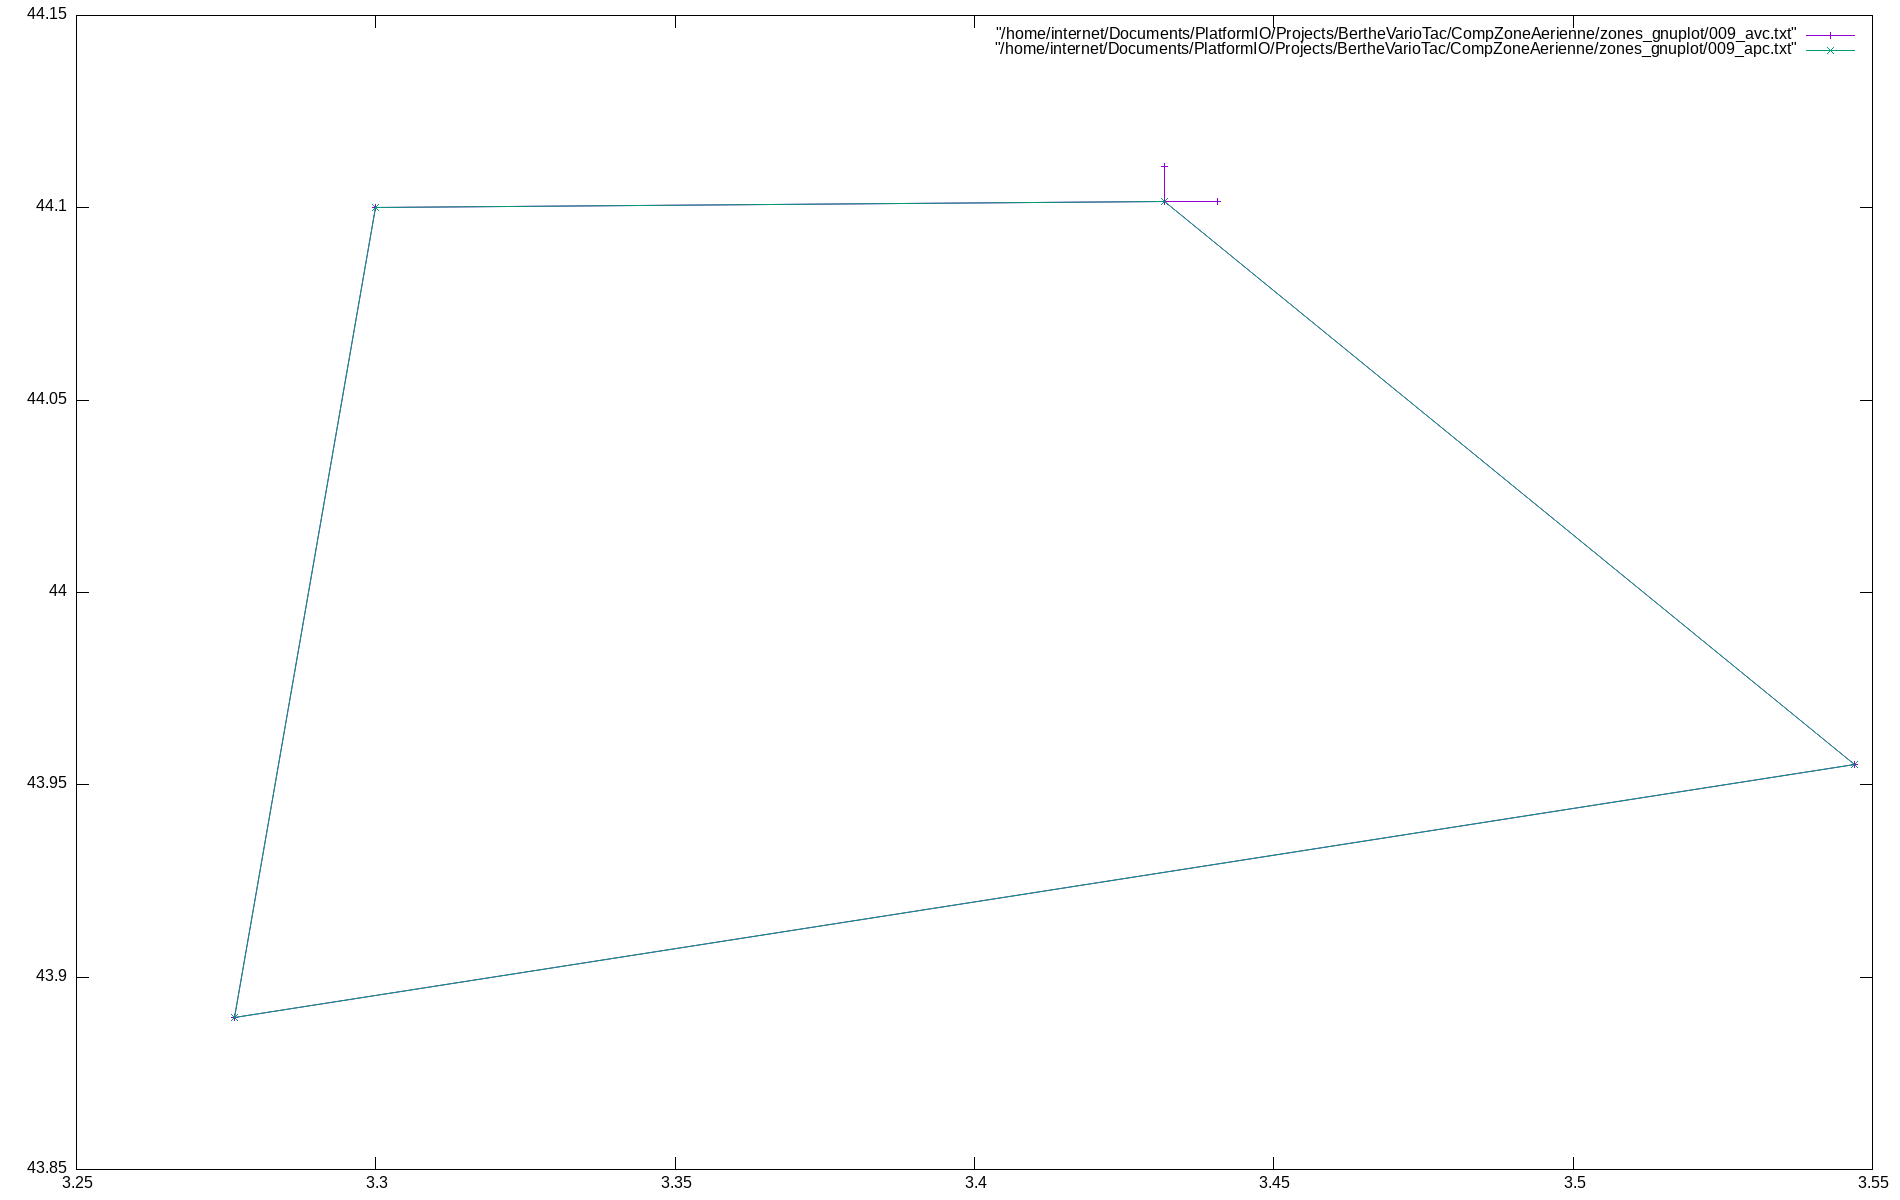 44.15
"/home/internet/Documents/PlatformIO/Projects/BertheVarioTac/CompZoneAerienne/zones_gnuplot/009_avc.txt"
"/home/internet/Documents/PlatformIO/Projects/BertheVarioTac/CompZoneAerienne/zones_gnuplot/009_apc.txt"
44.1
44.05
44
43.95
43.9
43.85
3.25 3.3 3.35 3.4 3.45 3.5 3.55